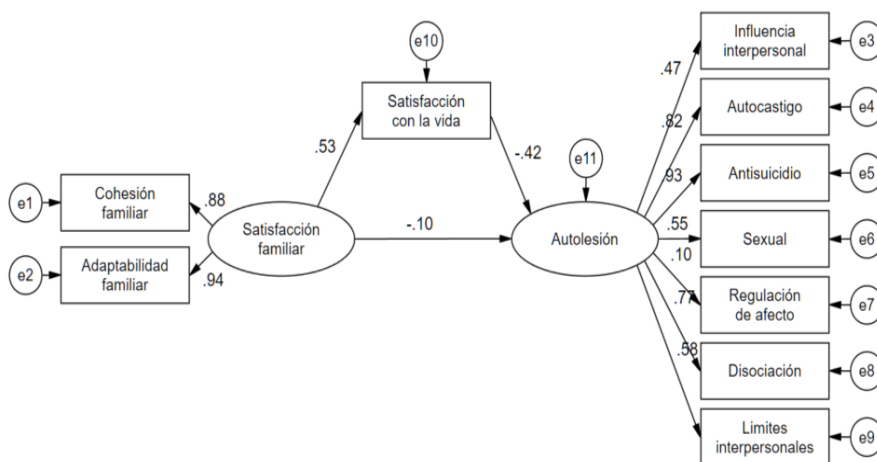 e10
Satisfacción
con la vida
.53
-.42
e11
e1
Cohesión
familiar
.88
e2
Adaptabilidad
familiar
.94
Satisfacción
familiar
-.10
Autolesión
.47
.82
.93
.55
.10
.77
.58
Influencia
interpersonal
e3
Autocastigo
e4
Antisuicidio
e5
Sexual
e6
Regulación
de afecto
e7
Disociación
e8
Limites
interpersonales
e9